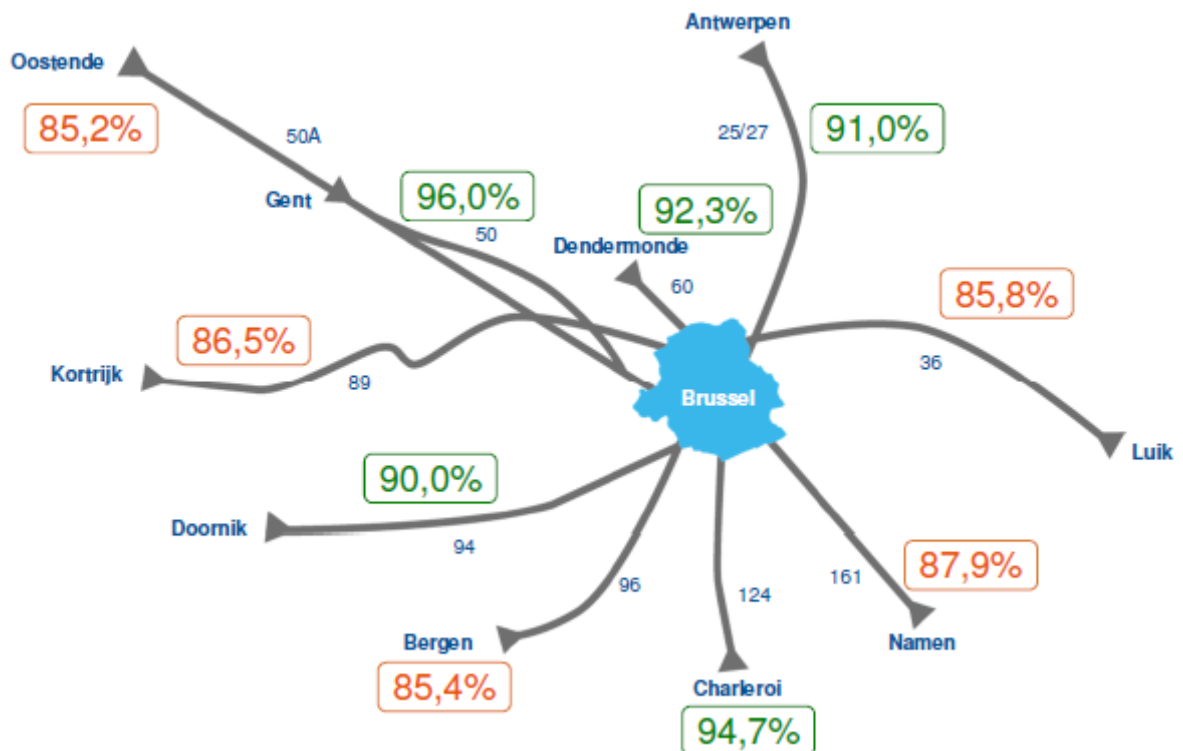 Antwerpen
Oostende
85,2%
50A
25/27
91,0%
Gent
96,0%
50
92,3%
Dendermonde
60
85,8%
36
86,5%
Kortrijk
89
Brussel
Luik
90,0%
Doornik
94
96
124
161
87,9%
Bergen
85,4%
Namen
Charleroi
94,7%